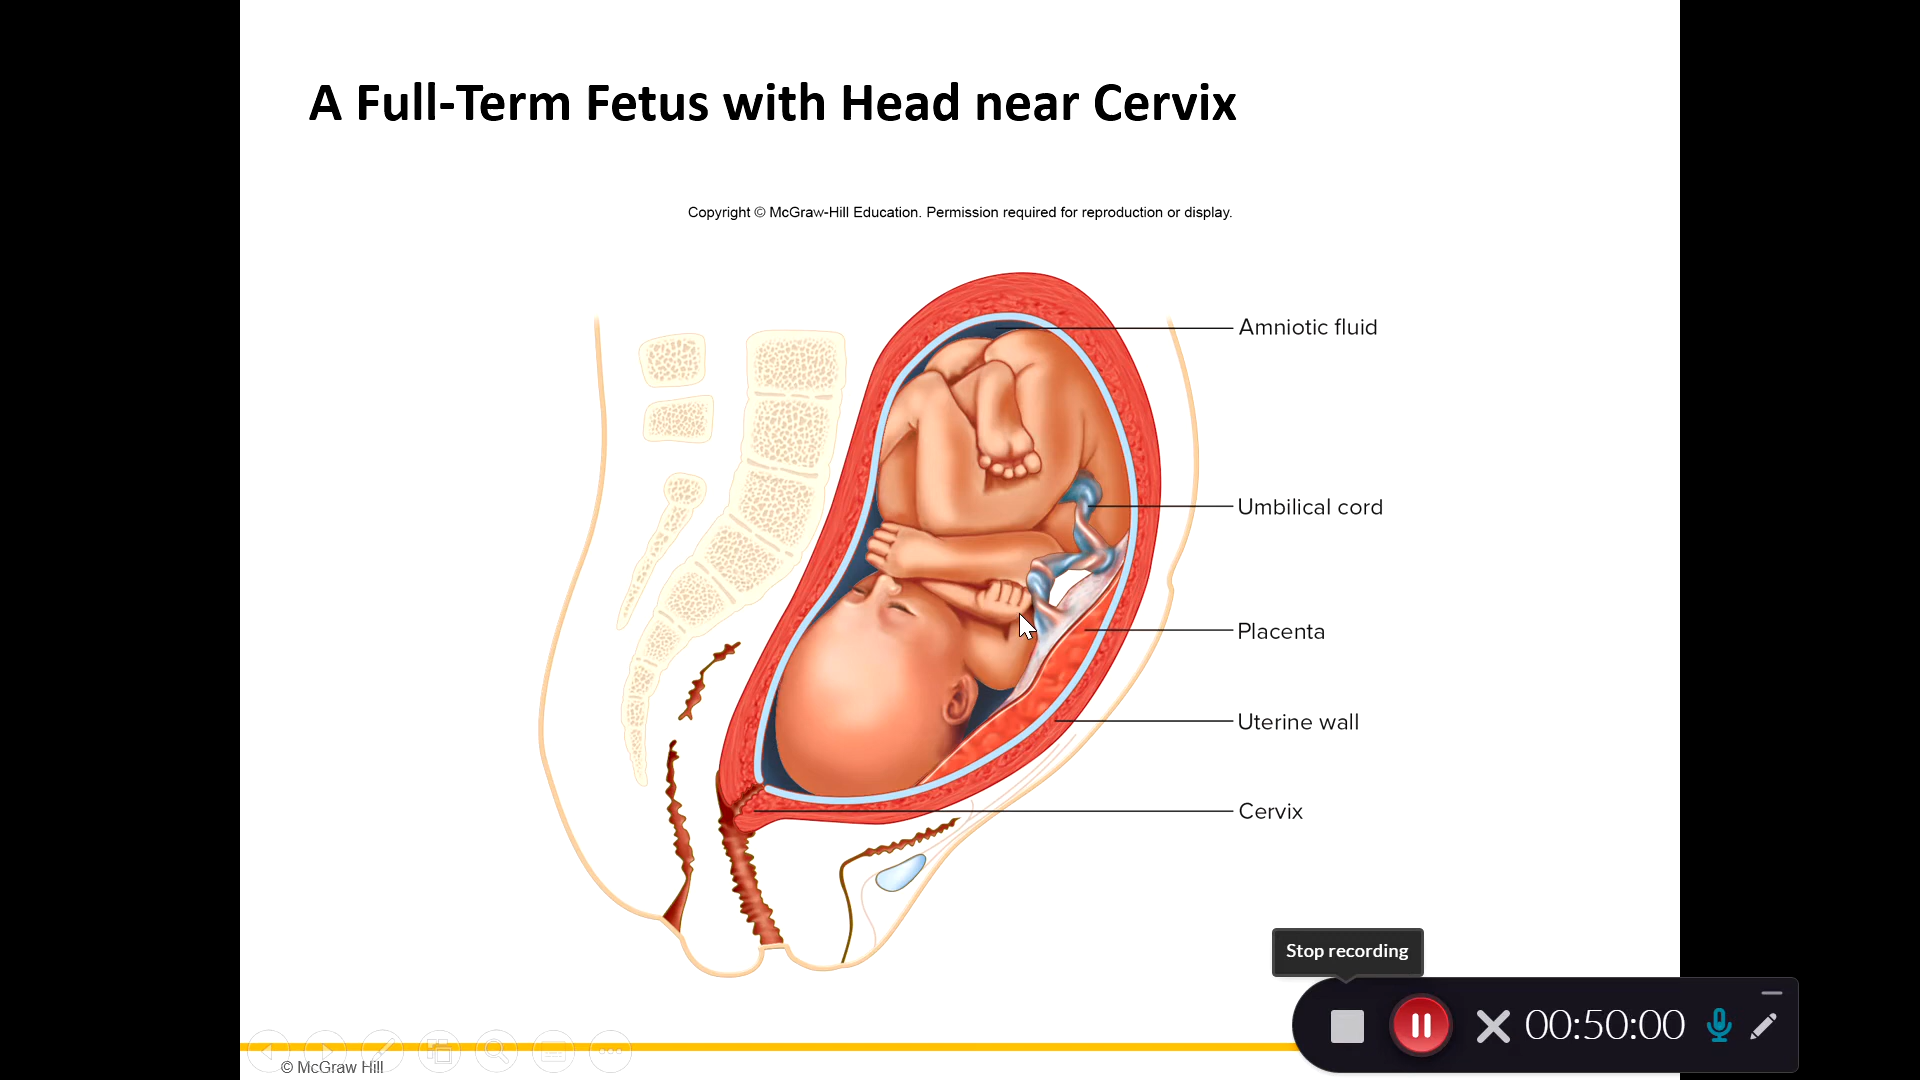 A Full-Term Fetus with Head near Cervix
Copyright © McGraw-Hill Education. Permission required for reproduction or display.
Amniotic fluid
Umbilical cord
Placenta
Uterine wall
Cervix
Stop recording
00:50:00
© McGraw Hill